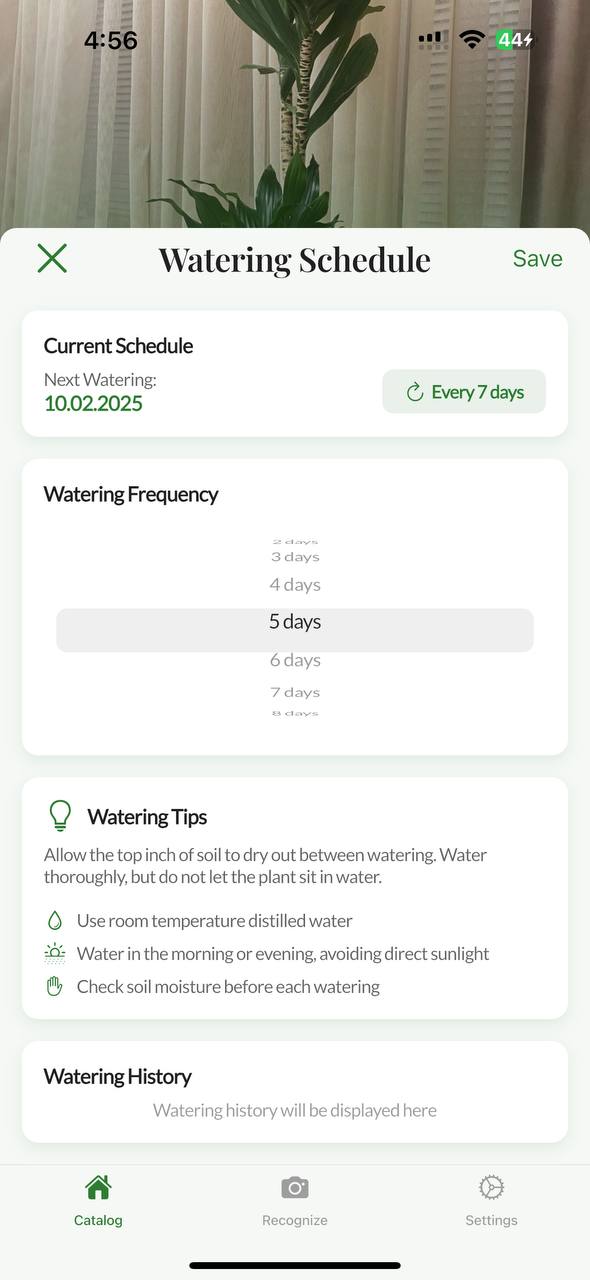 4:56
44
Watering Schedule
Save
Current Schedule
Next Watering:
10.02.2025
Every 7 days
Watering Frequency
2 days
3 days
4 days
5 days
6 days
7 days
8 days
Watering Tips
Allow the top inch of soil to dry out between watering. Water
thoroughly, but do not let the plant sit in water.
Use room temperature distilled water
Water in the morning or evening, avoiding direct sunlight
Check soil moisture before each watering
Watering History
Watering history will be displayed here
Catalog
Recognize
Settings